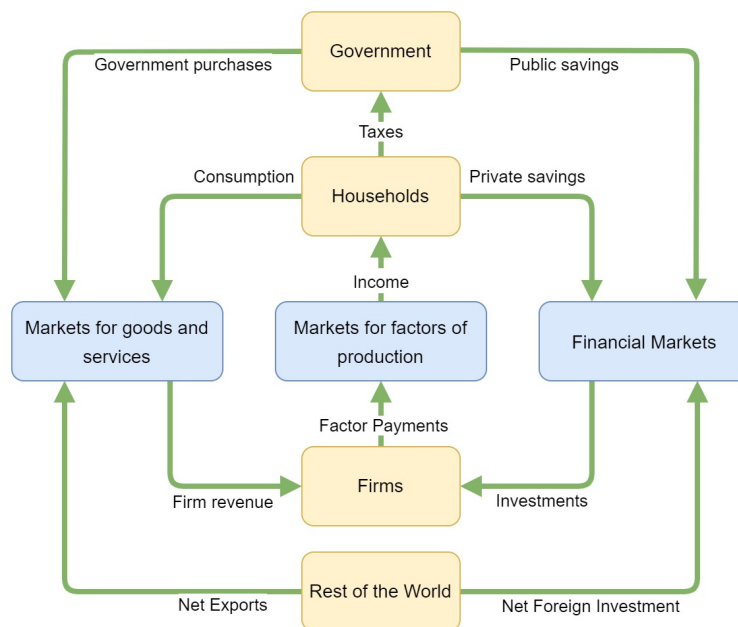 Government
Government purchases
Public savings
Taxes
Consumption
Private savings
Households
Income
Markets for goods and
services
Markets for factors of
production
Financial Markets
Factor Payments
Firms
Firm revenue
Investments
Rest of the World
Net Exports
Net Foreign Investment